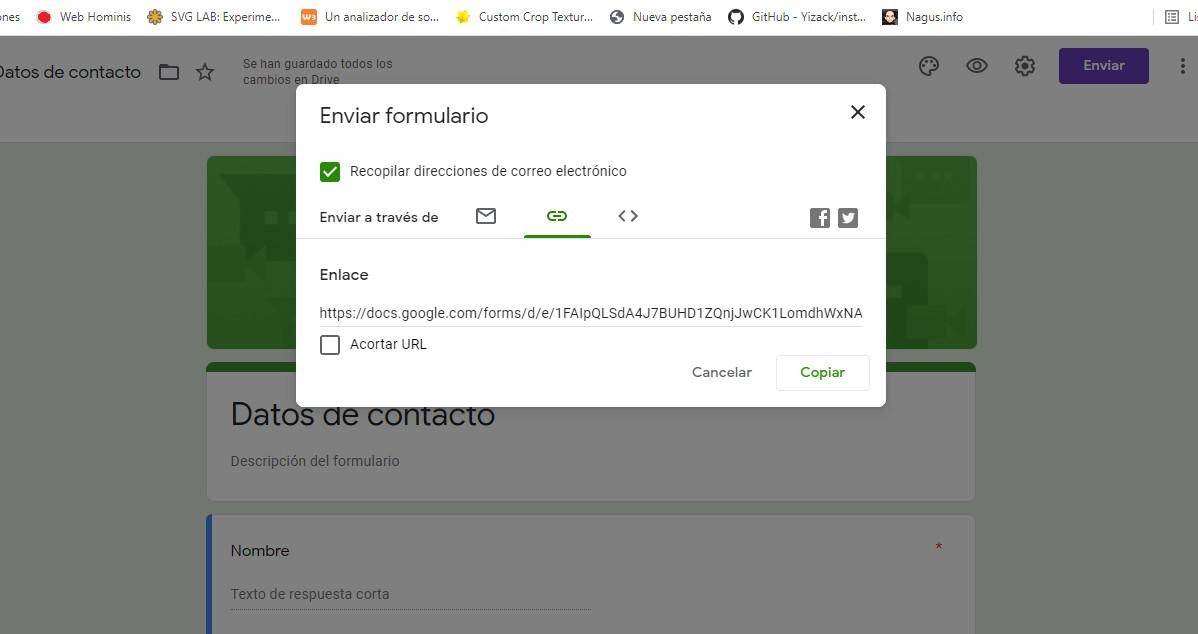 ones Web Hominis SVG LAB: Experime... W3 Un analizador de so... Custom Crop Textur... Nueva pestaña GitHub - Yizack/inst... Nagus.info Lis
Datos de contacto Se han guardado todos los
cambios en Drive
Enviar
Enviar formulario
Recopilar direcciones de correo electrónico
Enviar a través de
Enlace
https://docs.google.com/forms/d/e/1FAIpQLSdA4J7BUHD1ZQnjJwCK1LomdhWxNA
Acortar URL
Cancelar Copiar
Datos de contacto
Descripción del formulario
Nombre *
Texto de respuesta corta